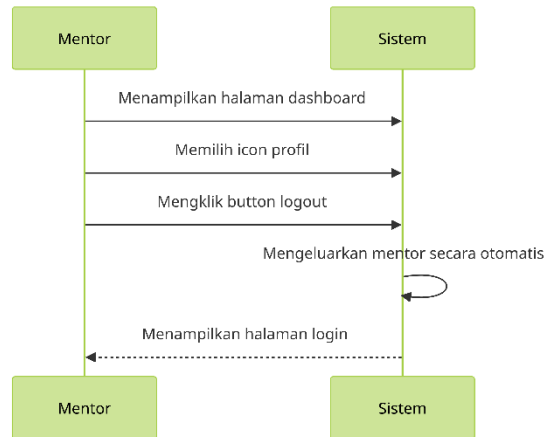 Mentor
Sistem
Menampilkan halaman dashboard
Memilih icon profil
Mengklik button logout
Mengeluarkan mentor secara otomatis
Menampilkan halaman login
Mentor
Sistem